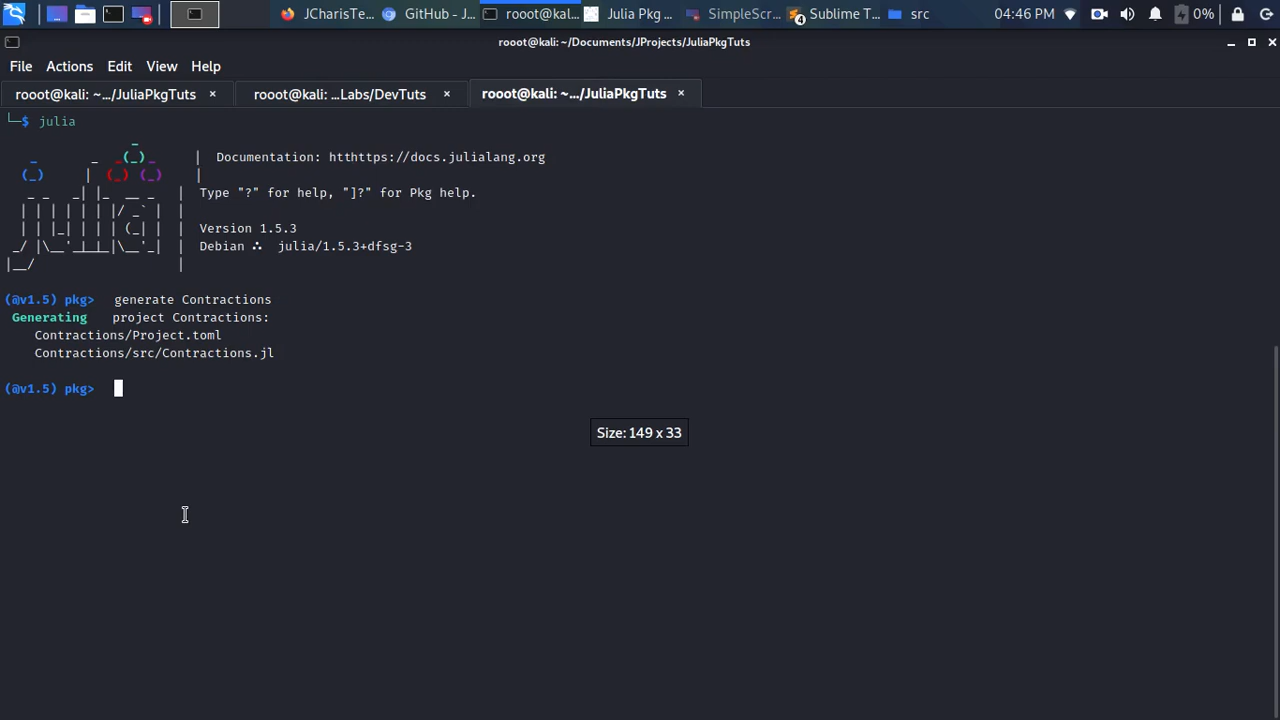 JCharisTe... GitHub - J... rooot@kal... Julia Pkg ... SimpleScr... 4 Sublime T... src 04:46 PM 0%
rooot@kali: ~/Documents/JProjects/JuliaPkgTuts
File Actions Edit View Help
rooot@kali: ~.../JuliaPkgTuts × rooot@kali: ...Labs/DevTuts × rooot@kali: ~.../JuliaPkgTuts ×
└─$ julia
| Documentation: htthttps://docs.julialang.org
|
| Type "?" for help, "]?" for Pkg help.
|
| Version 1.5.3
| Debian ∴ julia/1.5.3+dfsg-3
|
(@v1.5) pkg> generate Contractions
Generating project Contractions:
Contractions/Project.toml
Contractions/src/Contractions.jl
(@v1.5) pkg>
Size: 149 x 33